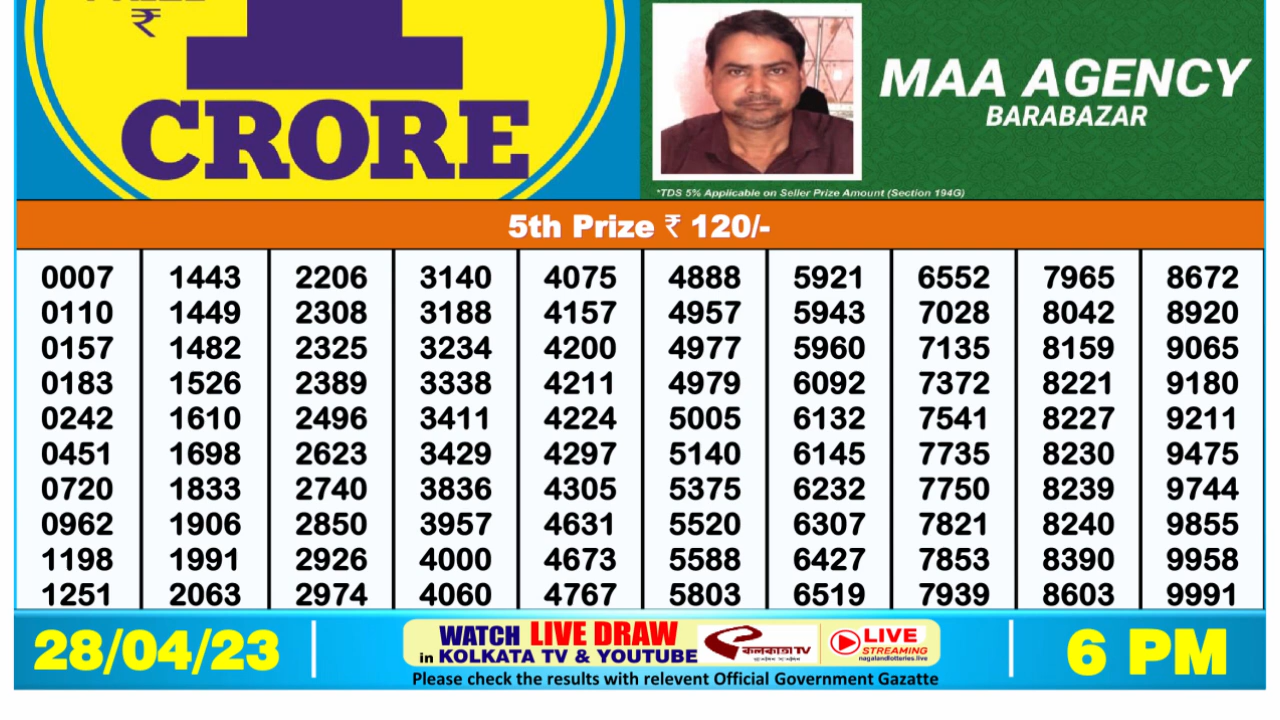 ₹
CRORE
MAA AGENCY
BARABAZAR
*TDS 5% Applicable on Seller Prize Amount (Section 194G)
5th Prize ₹ 120/-
0007 1443 2206 3140 4075 4888 5921 6552 7965 8672
0110 1449 2308 3188 4157 4957 5943 7028 8042 8920
0157 1482 2325 3234 4200 4977 5960 7135 8159 9065
0183 1526 2389 3338 4211 4979 6092 7372 8221 9180
0242 1610 2496 3411 4224 5005 6132 7541 8227 9211
0451 1698 2623 3429 4297 5140 6145 7735 8230 9475
0720 1833 2740 3836 4305 5375 6232 7750 8239 9744
0962 1906 2850 3957 4631 5520 6307 7821 8240 9855
1198 1991 2926 4000 4673 5588 6427 7853 8390 9958
1251 2063 2974 4060 4767 5803 6519 7939 8603 9991
28/04/23
WATCH LIVE DRAW
in KOLKATA TV & YOUTUBE
কলকাতা TV
LIVE
STREAMING
nagalandlotteries.live
6 PM
Please check the results with relevent Official Government Gazatte